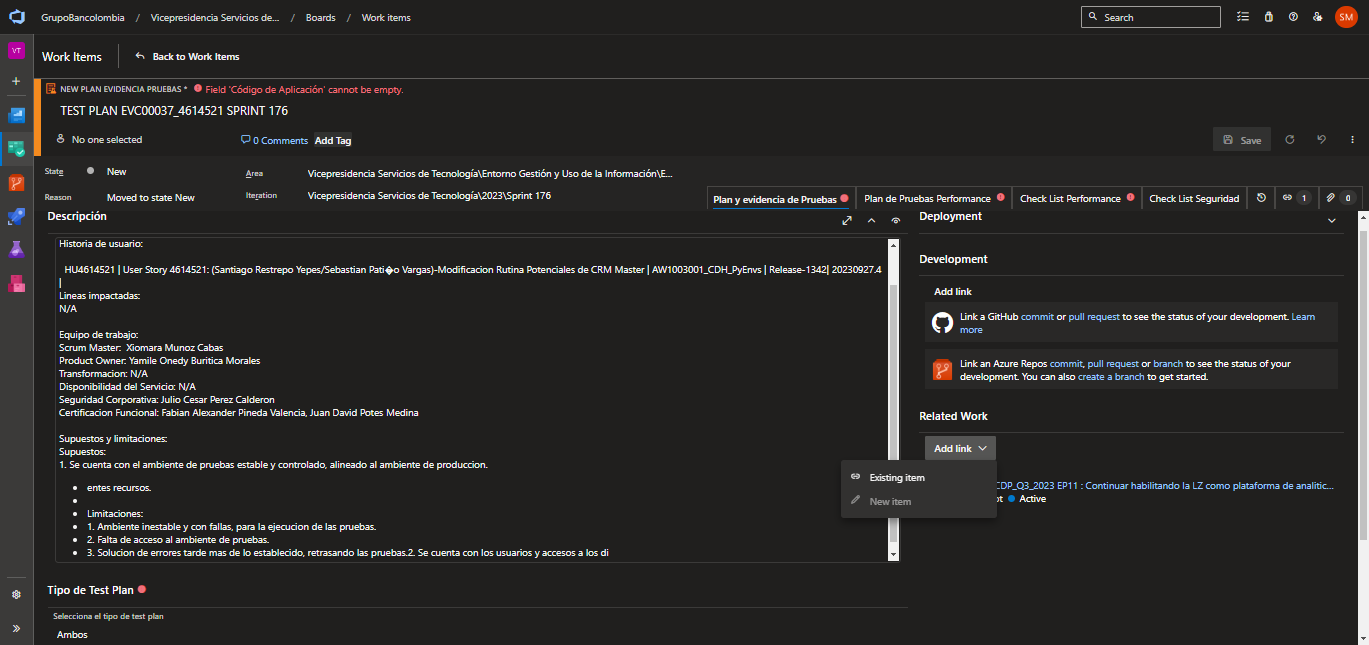 GrupoBancolombia / Vicepresidencia Servicios de... / Boards / Work items
Search
SM
VT
Work Items
Back to Work Items
NEW PLAN EVIDENCIA PRUEBAS * Field 'Código de Aplicación' cannot be empty.
TEST PLAN EVC00037_4614521 SPRINT 176
No one selected
0 Comments
Add Tag
Save
State
New
Area
Vicepresidencia Servicios de Tecnología\Entorno Gestión y Uso de la Información\E...
Reason
Moved to state New
Iteration
Vicepresidencia Servicios de Tecnología\2023\Sprint 176
Plan y evidencia de Pruebas
Plan de Pruebas Performance
Check List Performance
Check List Seguridad
1
0
Descripción
Historia de usuario:
HU4614521 | User Story 4614521: (Santiago Restrepo Yepes/Sebastian Pati�o Vargas)-Modificacion Rutina Potenciales de CRM Master | AW1003001_CDH_PyEnvs | Release-1342| 20230927.4
|
Lineas impactadas:
N/A
Equipo de trabajo:
Scrum Master:  Xiomara Munoz Cabas
Product Owner: Yamile Onedy Buritica Morales
Transformacion: N/A
Disponibilidad del Servicio: N/A
Seguridad Corporativa: Julio Cesar Perez Calderon
Certificacion Funcional: Fabian Alexander Pineda Valencia, Juan David Potes Medina
Supuestos y limitaciones:
Supuestos:
1. Se cuenta con el ambiente de pruebas estable y controlado, alineado al ambiente de produccion.
• entes recursos.
•
• Limitaciones:
• 1. Ambiente inestable y con fallas, para la ejecucion de las pruebas.
• 2. Falta de acceso al ambiente de pruebas.
• 3. Solucion de errores tarde mas de lo establecido, retrasando las pruebas.2. Se cuenta con los usuarios y accesos a los di
Tipo de Test Plan
Selecciona el tipo de test plan
Ambos
Deployment
Development
Add link
Link a GitHub commit or pull request to see the status of your development. Learn
more
Link an Azure Repos commit, pull request or branch to see the status of your
development. You can also create a branch to get started.
Related Work
Add link
Existing item
New item
CDP_Q3_2023 EP11 : Continuar habilitando la LZ como plataforma de analitic...
pt Active